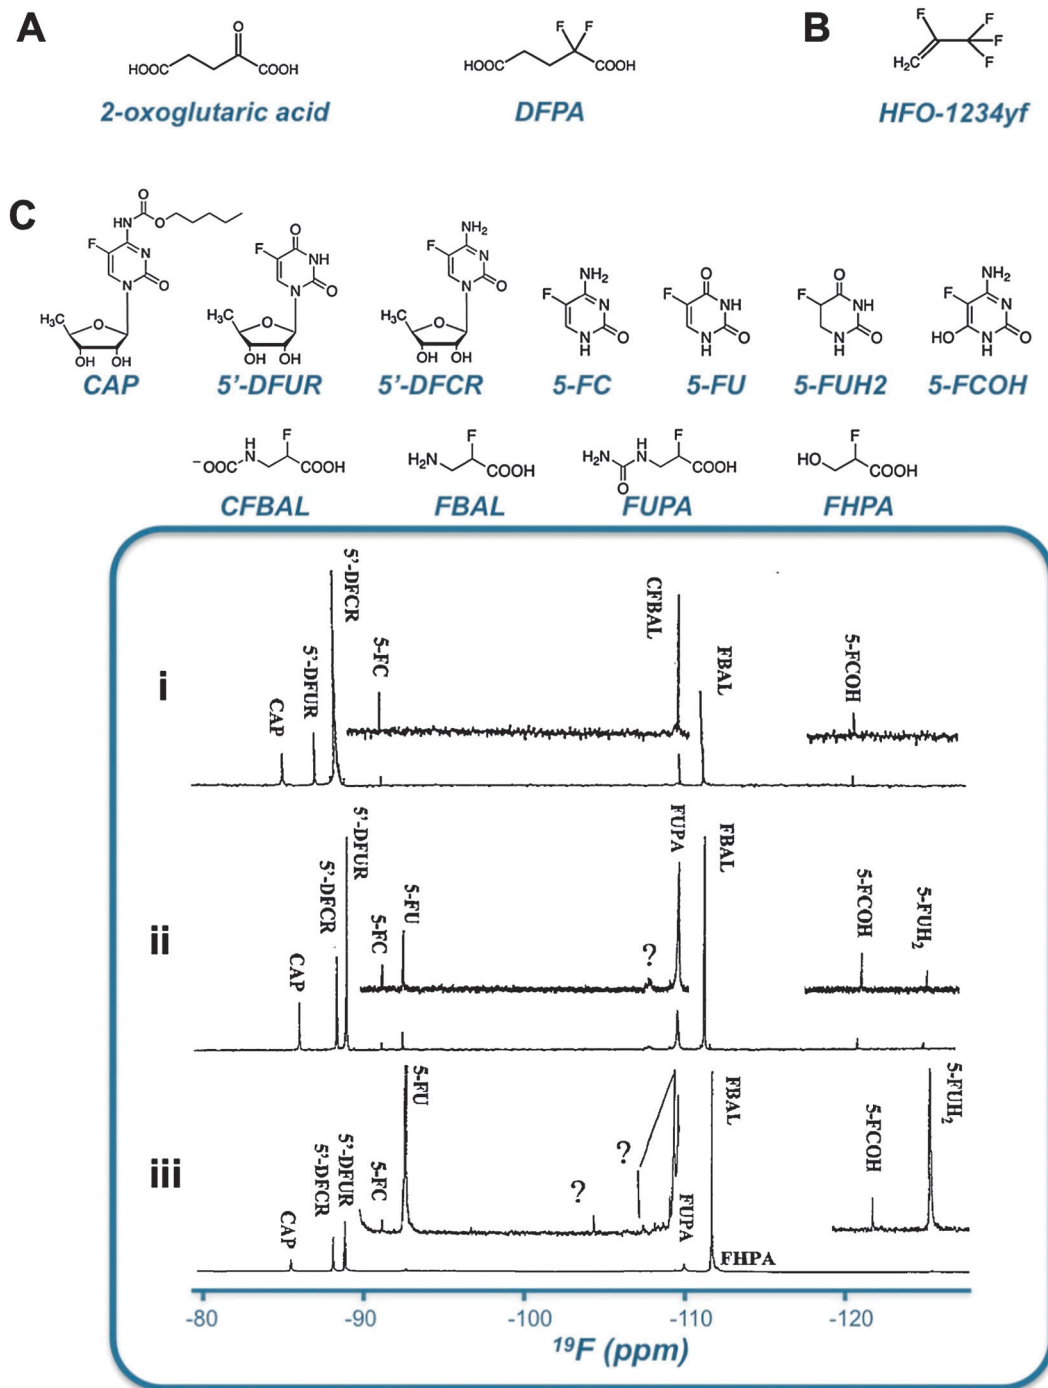 A
B
O
HOOC
COOH
2-oxoglutaric acid
F F
HOOC
COOH
DFPA
F
F
F
F
H2C
HFO-1234yf
C
O
HN
O
F
N
N
O
H3C
O
OH OH
CAP
O
F
NH
N
O
H3C
O
OH OH
5'-DFUR
NH2
F
N
N
O
H3C
O
OH OH
5'-DFCR
NH2
F
N
N
H
O
5-FC
O
F
NH
N
H
O
5-FU
O
F
NH
N
H
O
5-FUH2
NH2
F
N
HO
N
H
O
5-FCOH
H
N
F
−OOC
COOH
CFBAL
F
H2N
COOH
FBAL
H
N
F
H2N
O
COOH
FUPA
F
HO
COOH
FHPA
i
CAP
5'-DFUR
5'-DFCR
5-FC
CFBAL
FBAL
5-FCOH
ii
CAP
5'-DFCR
5'-DFUR
5-FC
5-FU
?
FUPA
FBAL
5-FCOH
5-FUH2
iii
CAP
5'-DFCR
5'-DFUR
5-FC
5-FU
?
?
FUPA
FBAL
FHPA
5-FCOH
5-FUH2
-80
-90
-100
-110
-120
19F (ppm)